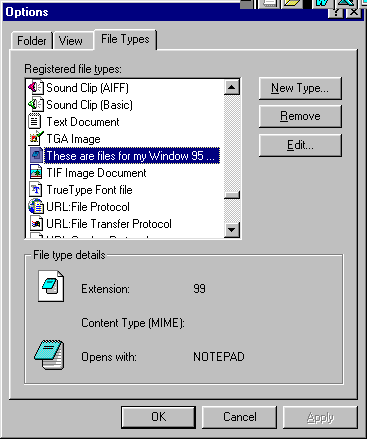 Options
Folder View File Types
Registered file types:
Sound Clip (AIFF)
Sound Clip (Basic)
Text Document
TGA Image
These are files for my Window 95 ...
TIF Image Document
TrueType Font file
URL:File Protocol
URL:File Transfer Protocol
New Type...
Remove
Edit...
File type details
Extension: 99
Content Type (MIME):
Opens with: NOTEPAD
OK Cancel Apply